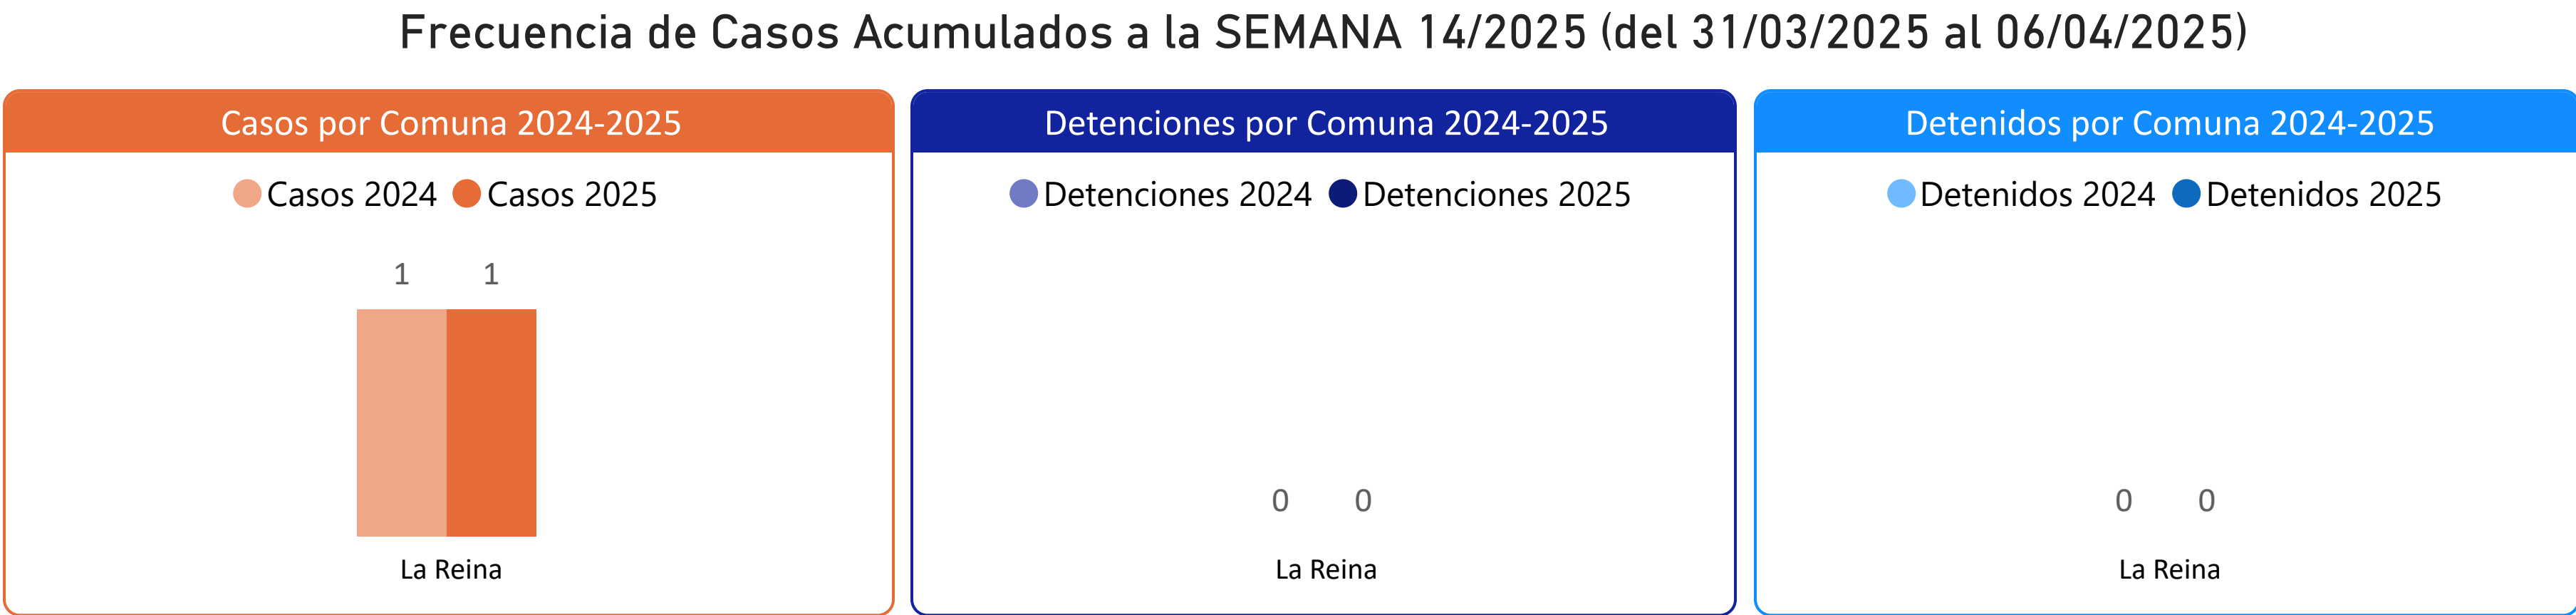 Frecuencia de Casos Acumulados a la SEMANA 14/2025 (del 31/03/2025 al 06/04/2025)
Casos por Comuna 2024-2025
Casos 2024 Casos 2025
1 1
La Reina
Detenciones por Comuna 2024-2025
Detenciones 2024 Detenciones 2025
0 0
La Reina
Detenidos por Comuna 2024-2025
Detenidos 2024 Detenidos 2025
0 0
La Reina